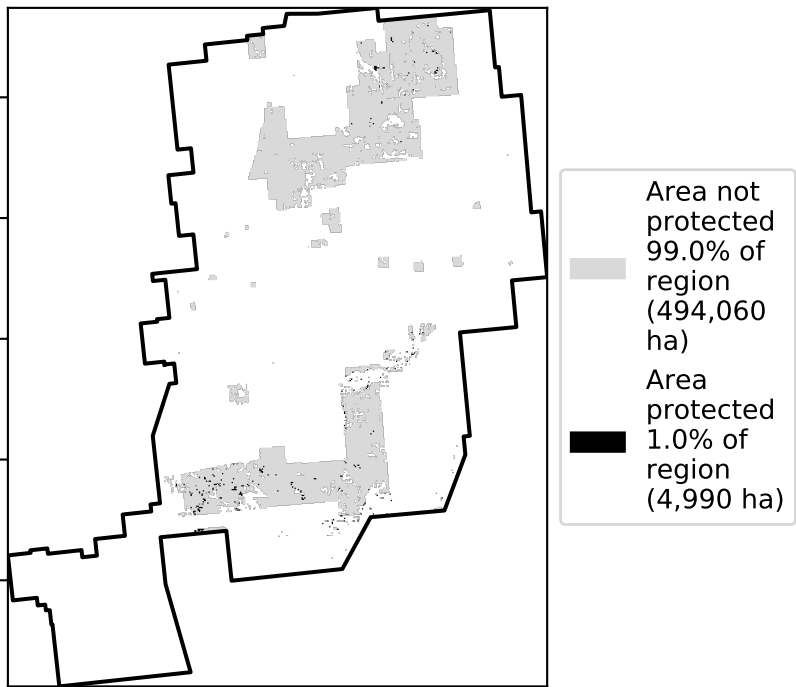 Area not
protected
99.0% of
region
(494,060
ha)
Area
protected
1.0% of
region
(4,990 ha)